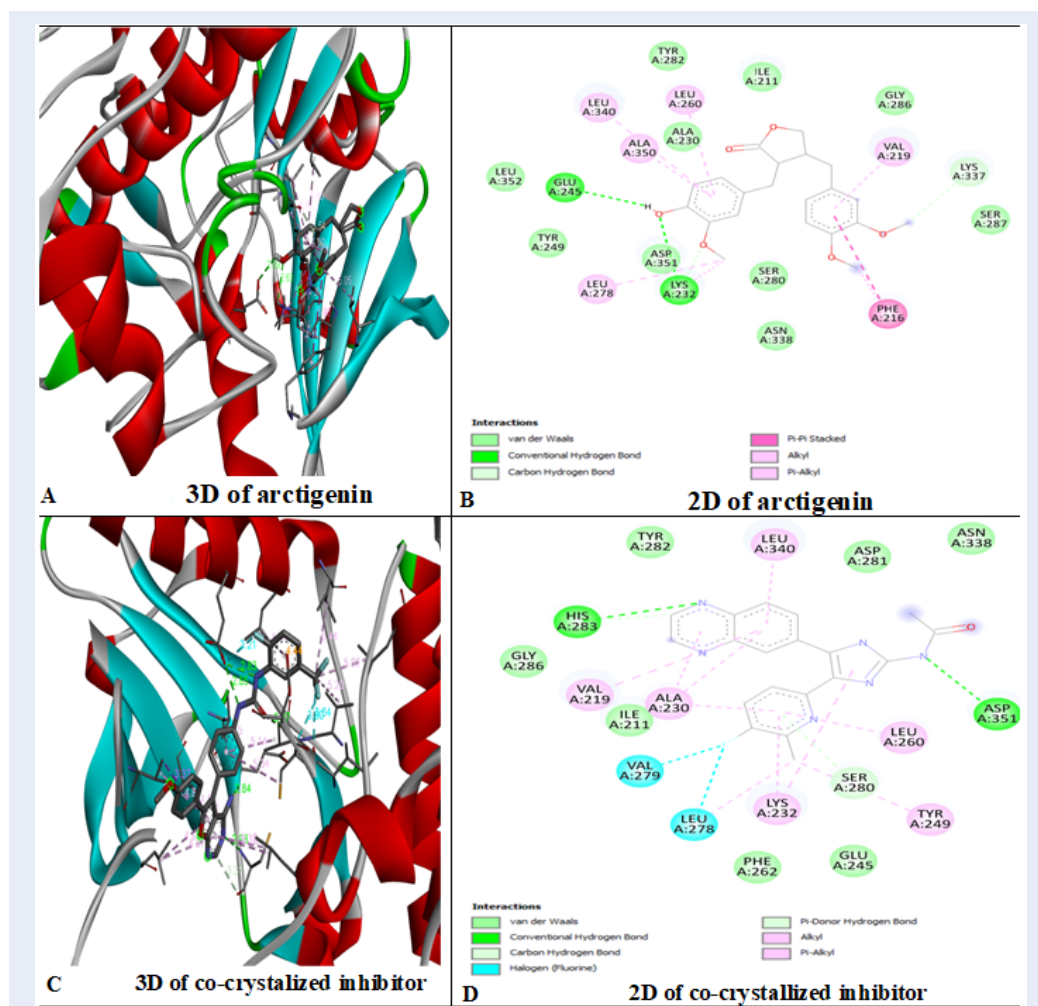 A
3D of arctigenin
TYR
A:282
ILE
A:211
LEU
A:260
LEU
A:340
GLY
A:286
ALA
A:230
ALA
A:350
VAL
A:219
LEU
A:352
LYS
A:337
GLU
A:245
H
O
O
O
O
O
O
SER
A:287
TYR
A:249
ASP
A:351
SER
A:280
LEU
A:278
LYS
A:232
PHE
A:216
ASN
A:338
Interactions
van der Waals
Conventional Hydrogen Bond
Carbon Hydrogen Bond
Pi-Pi Stacked
Alkyl
Pi-Alkyl
B
2D of arctigenin
C
3D of co-crystalized inhibitor
TYR
A:282
LEU
A:340
ASP
A:281
ASN
A:338
HIS
A:283
N
N
N
N
N
N
O
GLY
A:286
VAL
A:219
ALA
A:230
ILE
A:211
ASP
A:351
LEU
A:260
VAL
A:279
SER
A:280
LEU
A:278
LYS
A:232
TYR
A:249
PHE
A:262
GLU
A:245
Interactions
van der Waals
Conventional Hydrogen Bond
Carbon Hydrogen Bond
Halogen (Fluorine)
Pi-Donor Hydrogen Bond
Alkyl
Pi-Alkyl
D
2D of co-crystallized inhibitor